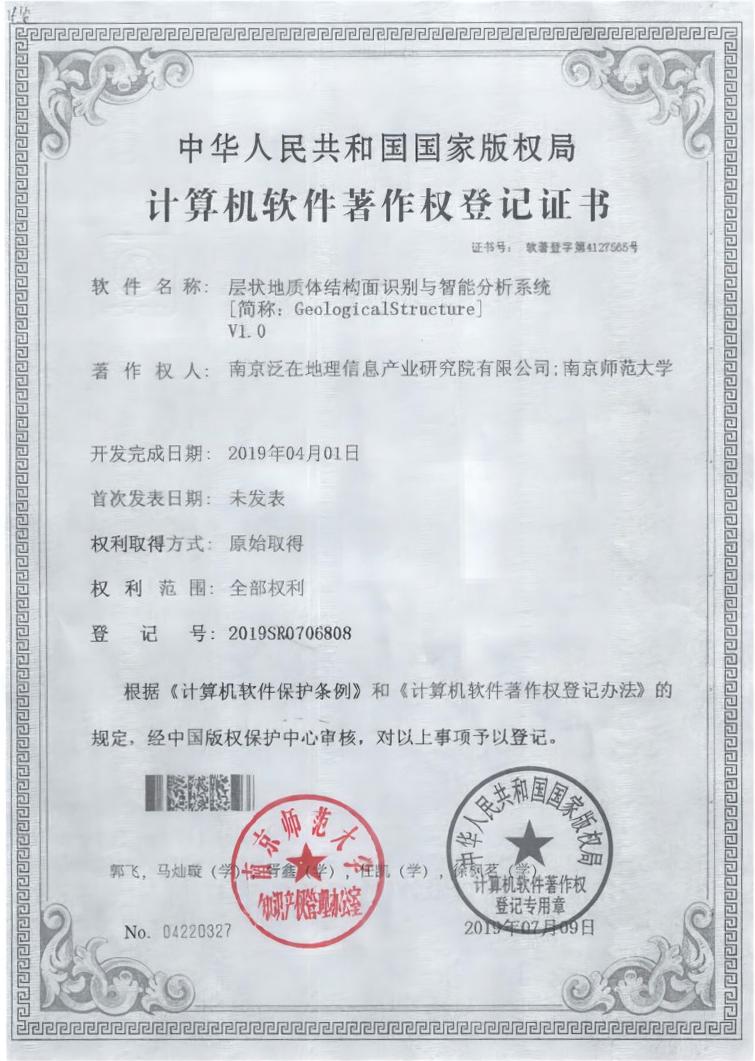 中华人民共和国国家版权局
计算机软件著作权登记证书
证书号： 软著登字第4127565号
软件名称： 层状地质体结构面识别与智能分析系统
[简称：GeologicalStructure]
V1.0
著作权人： 南京泛在地理信息产业研究院有限公司;南京师范大学
开发完成日期： 2019年04月01日
首次发表日期： 未发表
权利取得方式： 原始取得
权利范围： 全部权利
登记号： 2019SR0706808
根据《计算机软件保护条例》和《计算机软件著作权登记办法》的
规定，经中国版权保护中心审核，对以上事项予以登记。
中华人民共和国国家版权局
南京师范大学
郭飞，马灿璇（学） 鑫（学），任凯（学），徐 茗（学）
计算机软件著作权
知识产权管理办公室
登记专用章
No. 04220327
2019年07月09日